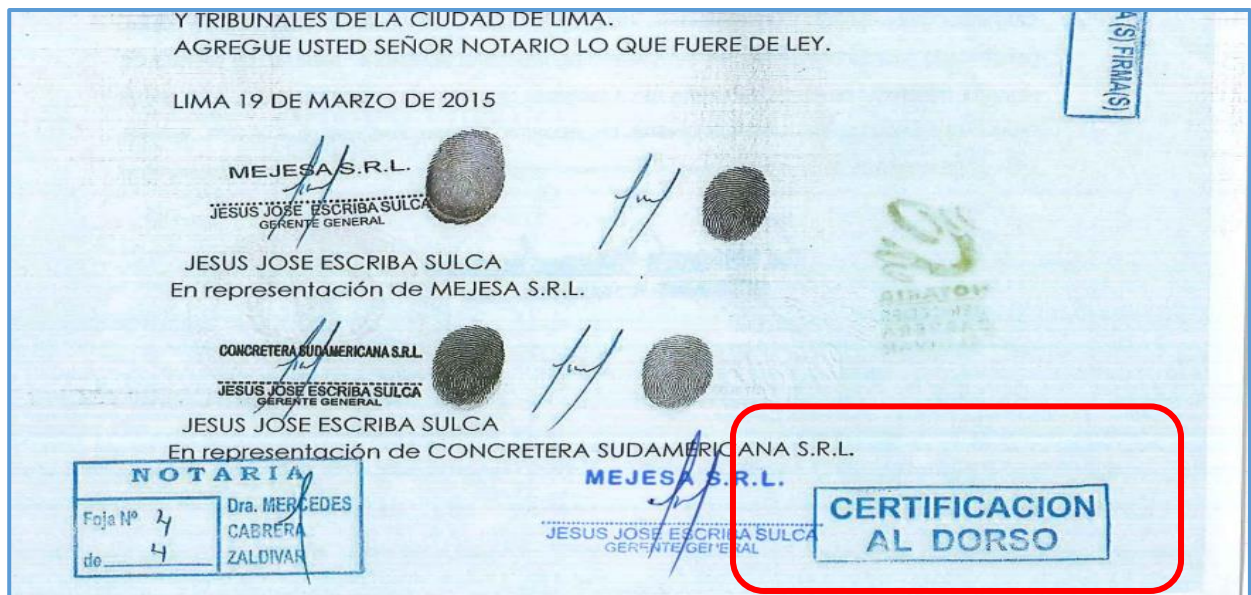 Y TRIBUNALES DE LA CIUDAD DE LIMA.
AGREGUE USTED SEÑOR NOTARIO LO QUE FUERE DE LEY.
A (S) FIRMA(S)
LIMA 19 DE MARZO DE 2015
MEJESA S.R.L.
JESUS JOSE ESCRIBA SULCA
GERENTE GENERAL
JESUS JOSE ESCRIBA SULCA
En representación de MEJESA S.R.L.
NOTARIA
CONCRETERA SUDAMERICANA S.R.L.
JESUS JOSE ESCRIBA SULCA
GERENTE GENERAL
JESUS JOSE ESCRIBA SULCA
En representación de CONCRETERA SUDAMERICANA S.R.L.
NOTARIA
Foja Nº 4
de 4
Dra. MERCEDES
CABRERA
ZALDIVAR
MEJESA S.R.L.
JESUS JOSE ESCRIBA SULCA
GERENTE GENERAL
CERTIFICACION
AL DORSO